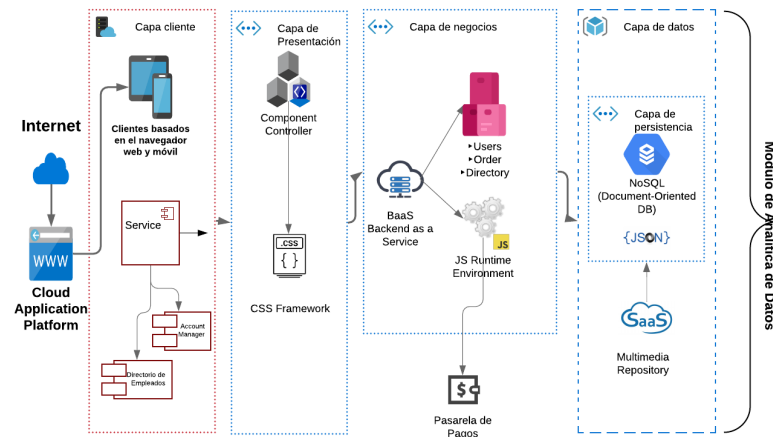 Internet
WWW
Cloud
Application
Platform
Capa cliente
Clientes basados
en el navegador
web y móvil
Service
Account
Manager
Directorio de
Empleados
Capa de
Presentación
Component
Controller
.CSS
{ }
CSS Framework
Capa de negocios
‣Users
‣Order
‣Directory
BaaS
Backend as a
Service
JS
JS Runtime
Environment
$
Pasarela de
Pagos
Capa de datos
Capa de
persistencia
NoSQL
(Document-Oriented
DB)
{JSON}
SaaS
Multimedia
Repository
Modulo de Analítica de Datos